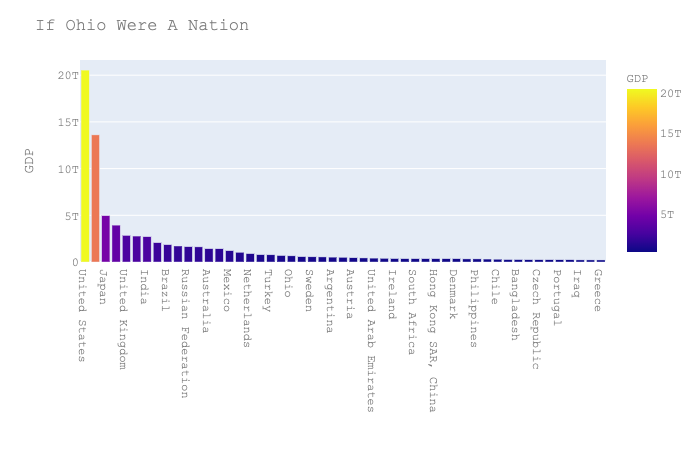 If Ohio Were A Nation
GDP
20T
15T
10T
5T
0
United States
Japan
United Kingdom
India
Brazil
Russian Federation
Australia
Mexico
Netherlands
Turkey
Ohio
Sweden
Argentina
Austria
United Arab Emirates
Ireland
South Africa
Hong Kong SAR, China
Denmark
Philippines
Chile
Bangladesh
Czech Republic
Portugal
Iraq
Greece
GDP
20T
15T
10T
5T